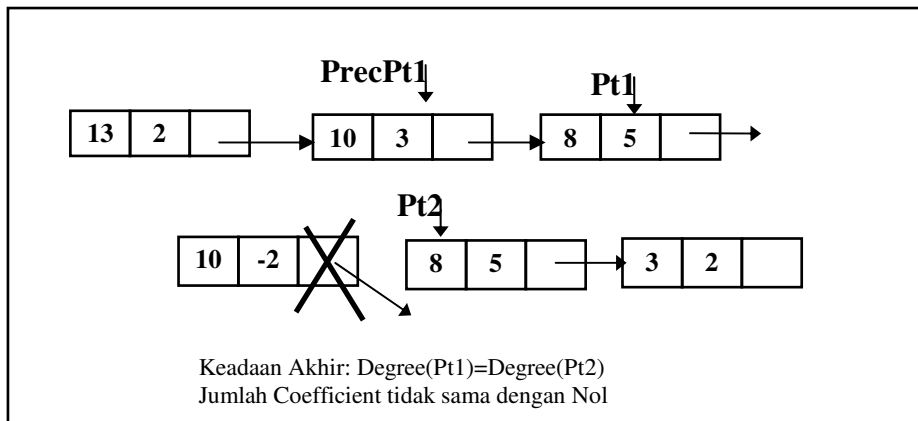 PrecPt1
Pt1
13 2
10 3
8 5
Pt2
10 -2
8 5
3 2
Keadaan Akhir: Degree(Pt1)=Degree(Pt2)
Jumlah Coefficient tidak sama dengan Nol